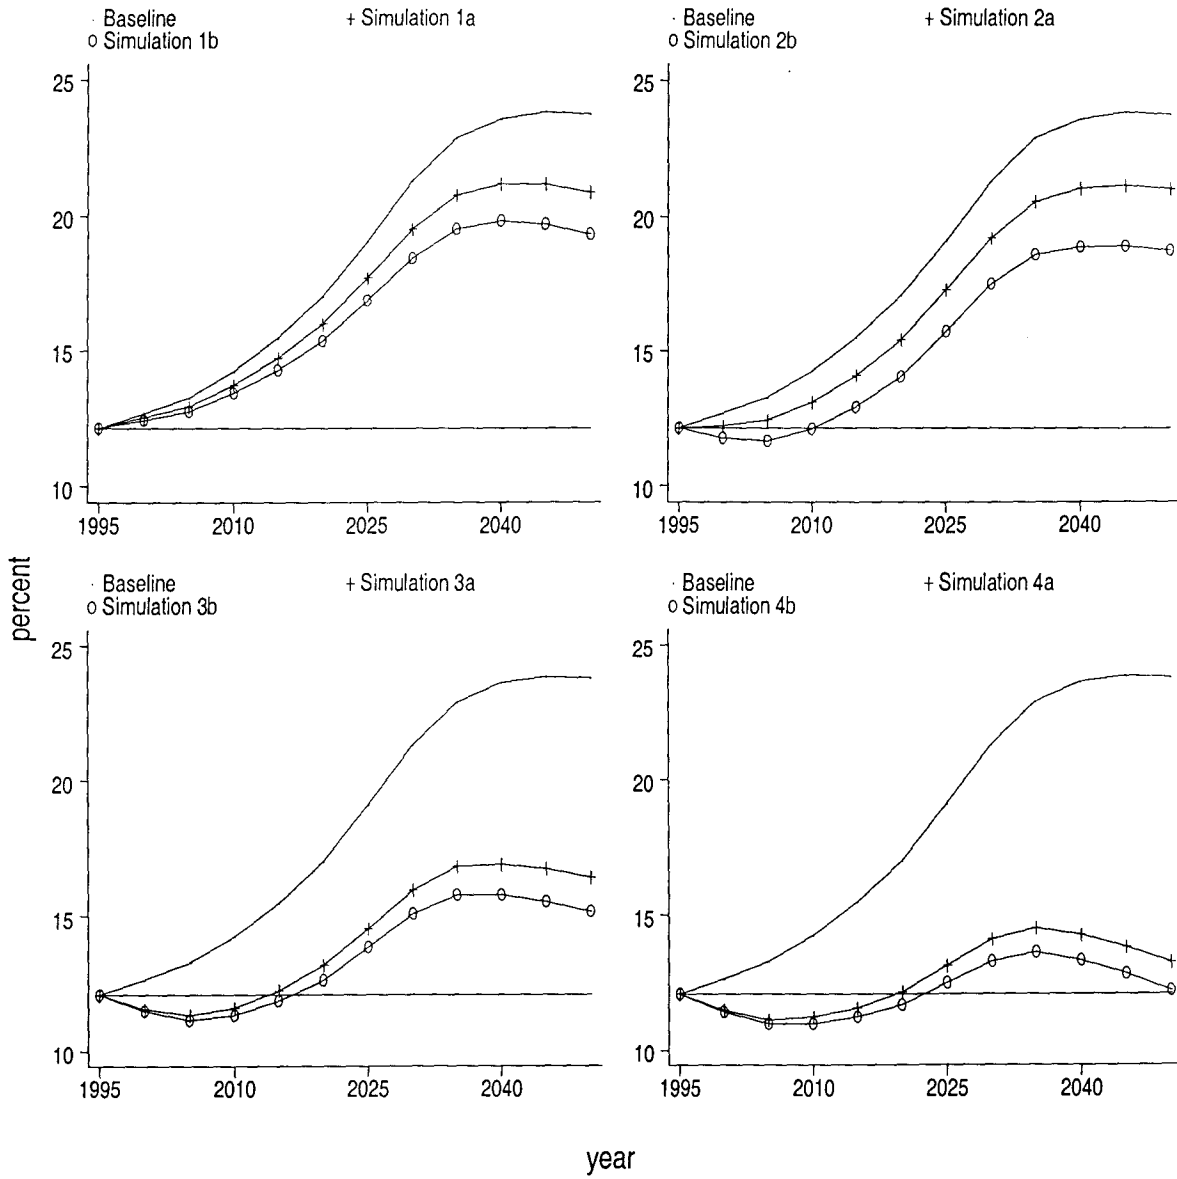 · Baseline + Simulation 1a
o Simulation 1b
25
20
15
10
1995 2010 2025 2040
· Baseline + Simulation 2a
o Simulation 2b
25
20
15
10
1995 2010 2025 2040
percent
· Baseline + Simulation 3a
o Simulation 3b
25
20
15
10
1995 2010 2025 2040
· Baseline + Simulation 4a
o Simulation 4b
25
20
15
10
1995 2010 2025 2040
year